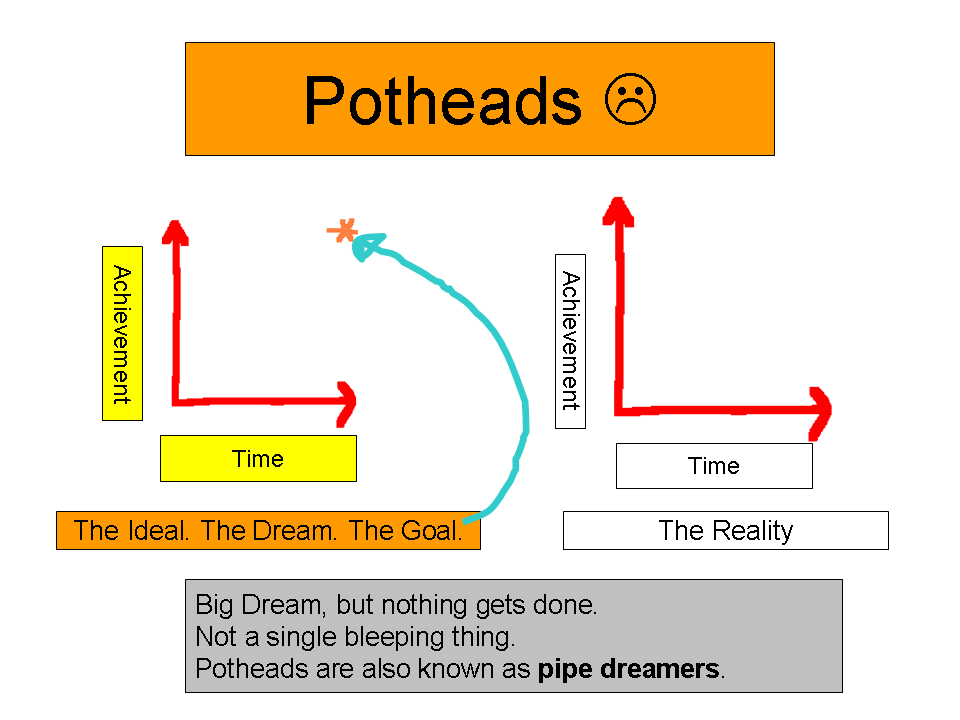 Potheads ☹
Achievement
Time
The Ideal. The Dream. The Goal.
Achievement
Time
The Reality
Big Dream, but nothing gets done.
Not a single bleeping thing.
Potheads are also known as pipe dreamers.